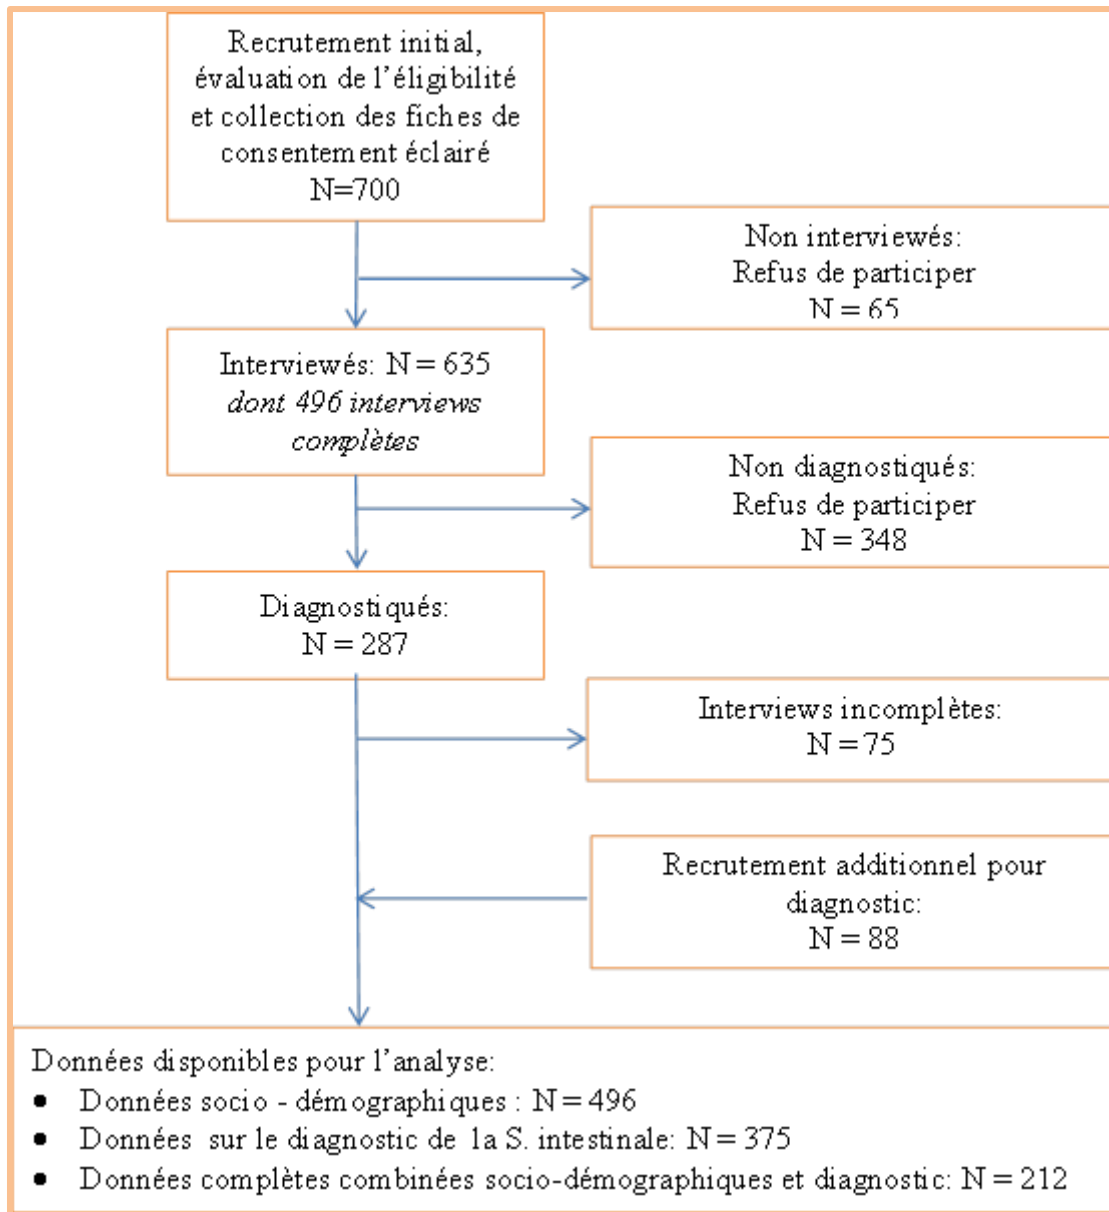 Recrutement initial,
évaluation de l’éligibilité
et collection des fiches de
consentement éclairé
N=700
Non interviewés:
Refus de participer
N = 65
Interviewés: N = 635
dont 496 interviews
complètes
Non diagnostiqués:
Refus de participer
N = 348
Diagnostiqués:
N = 287
Interviews incomplètes:
N = 75
Recrutement additionnel pour
diagnostic:
N = 88
Données disponibles pour l’analyse:
● Données socio - démographiques : N = 496
● Données sur le diagnostic de la S. intestinale: N = 375
● Données complètes combinées socio-démographiques et diagnostic: N = 212